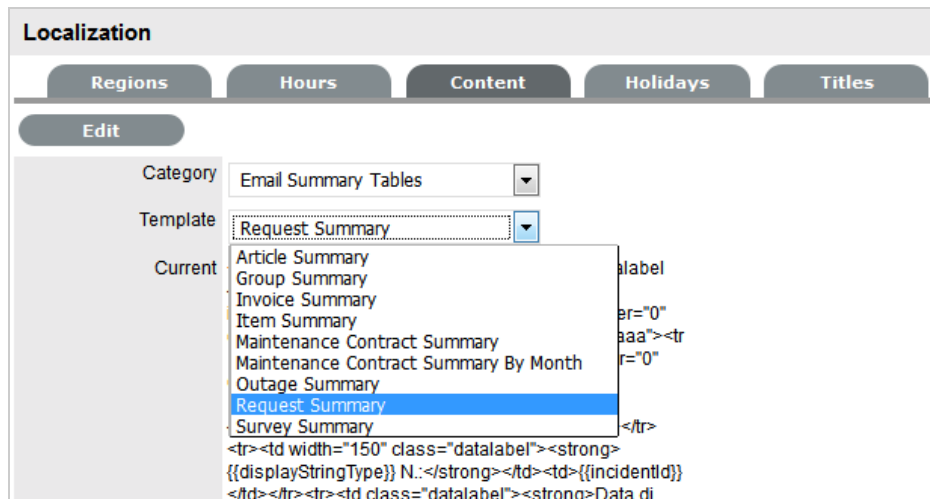 Localization
Regions Hours Content Holidays Titles
Edit
Category Email Summary Tables
Template Request Summary
Current
Article Summary
alabel
Group Summary
Invoice Summary
er="0"
Item Summary
aaa"><tr
Maintenance Contract Summary
Maintenance Contract Summary By Month
r="0"
Outage Summary
Request Summary
Survey Summary
</tr>
<tr><td width="150" class="datalabel"><strong>
{{displayStringType}} N.:</strong></td><td>{{incidentId}}
</td></tr><tr><td class="datalabel"><strong>Data di